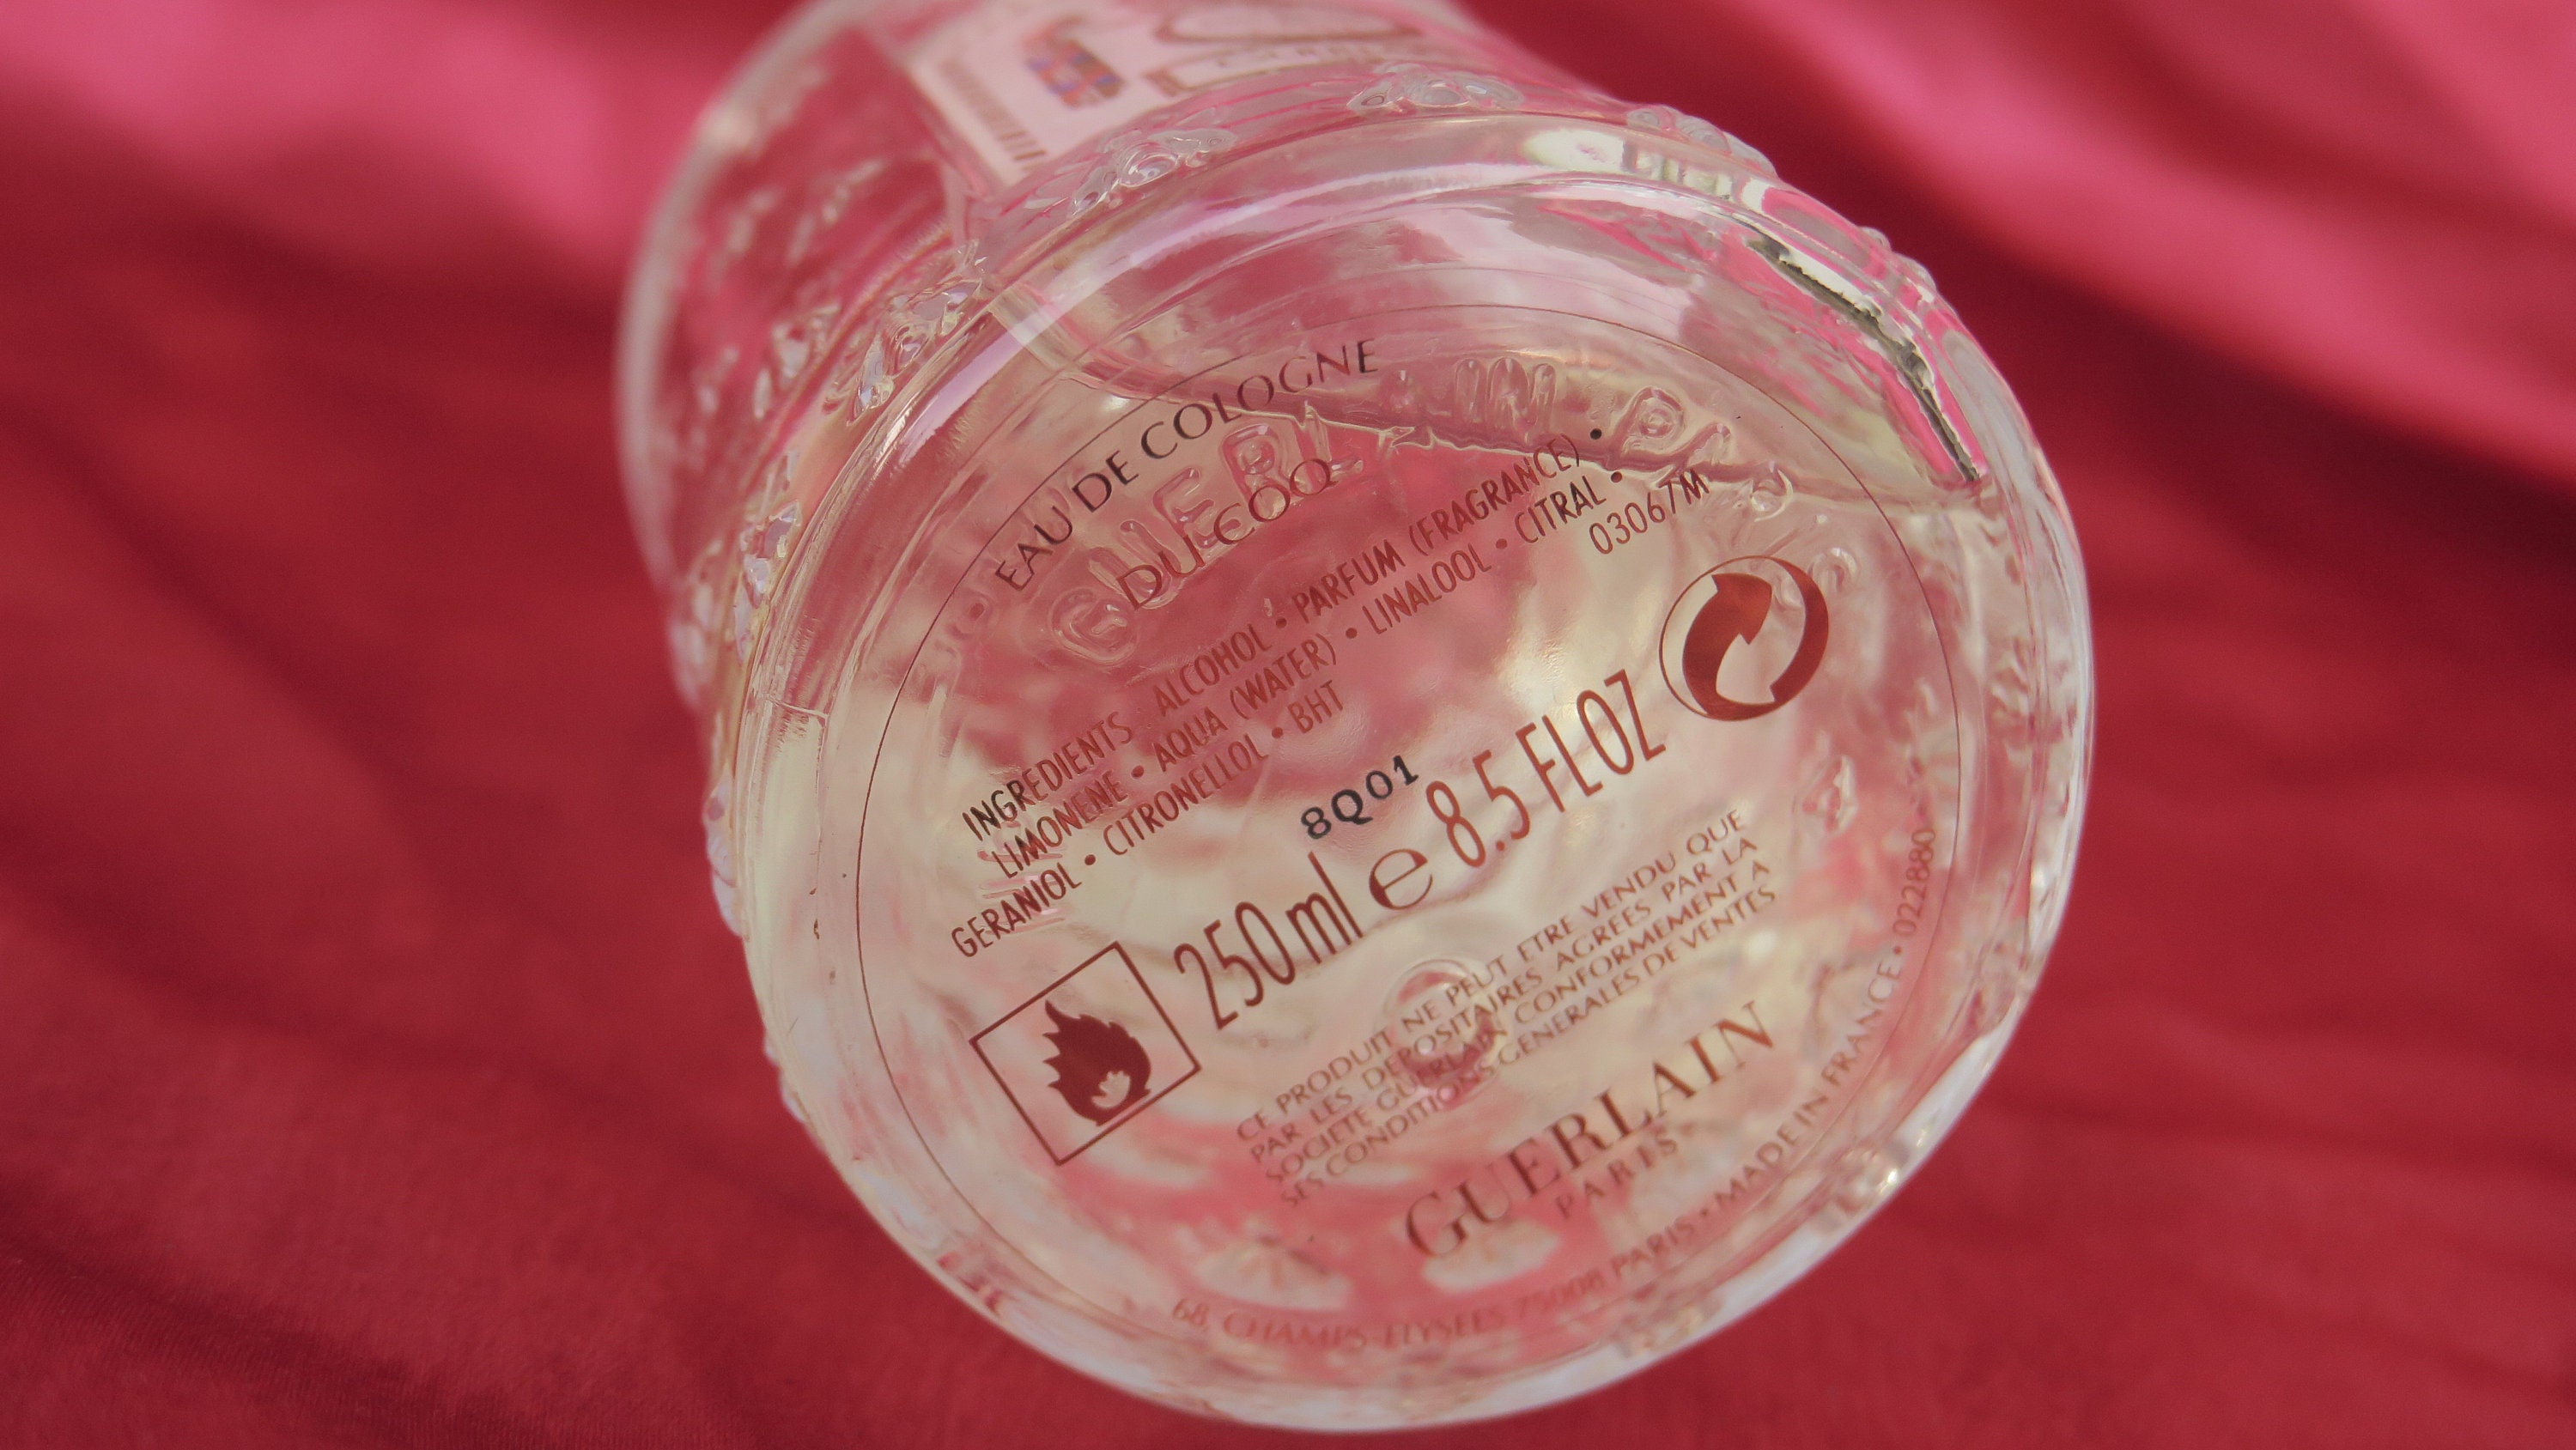 EAU DE COLOGNE
DU COQ
INGREDIENTS : ALCOHOL • PARFUM (FRAGRANCE) •
LIMONENE • AQUA (WATER) • LINALOOL • CITRAL •
GERANIOL • CITRONELLOL • BHT
03067M
8Q01
250 ml e 8.5 FL OZ
CE PRODUIT NE PEUT ETRE VENDU QUE
PAR LES DEPOSITAIRES AGREES PAR LA
SOCIETE GUERLAIN CONFORMEMENT A
SES CONDITIONS GENERALES DE VENTES
GUERLAIN
PARIS
68, CHAMPS-ELYSEES 75008 PARIS • MADE IN FRANCE • 022880